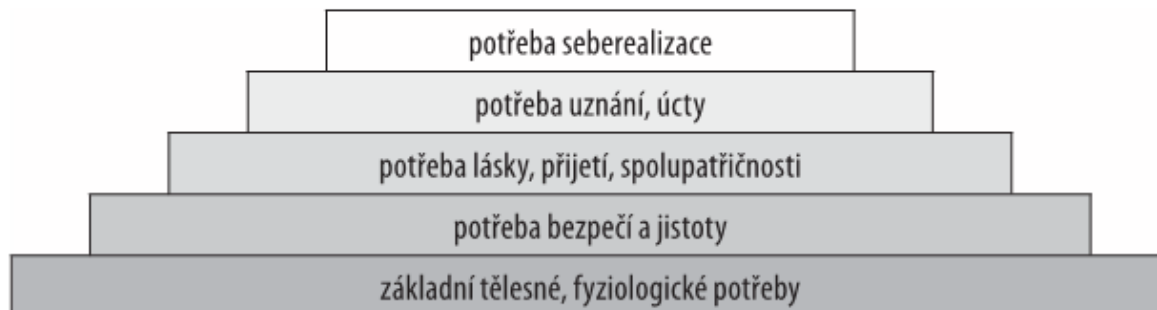 potřeba seberealizace
potřeba uznání, úcty
potřeba lásky, přijetí, spolupatřičnosti
potřeba bezpečí a jistoty
základní tělesné, fyziologické potřeby